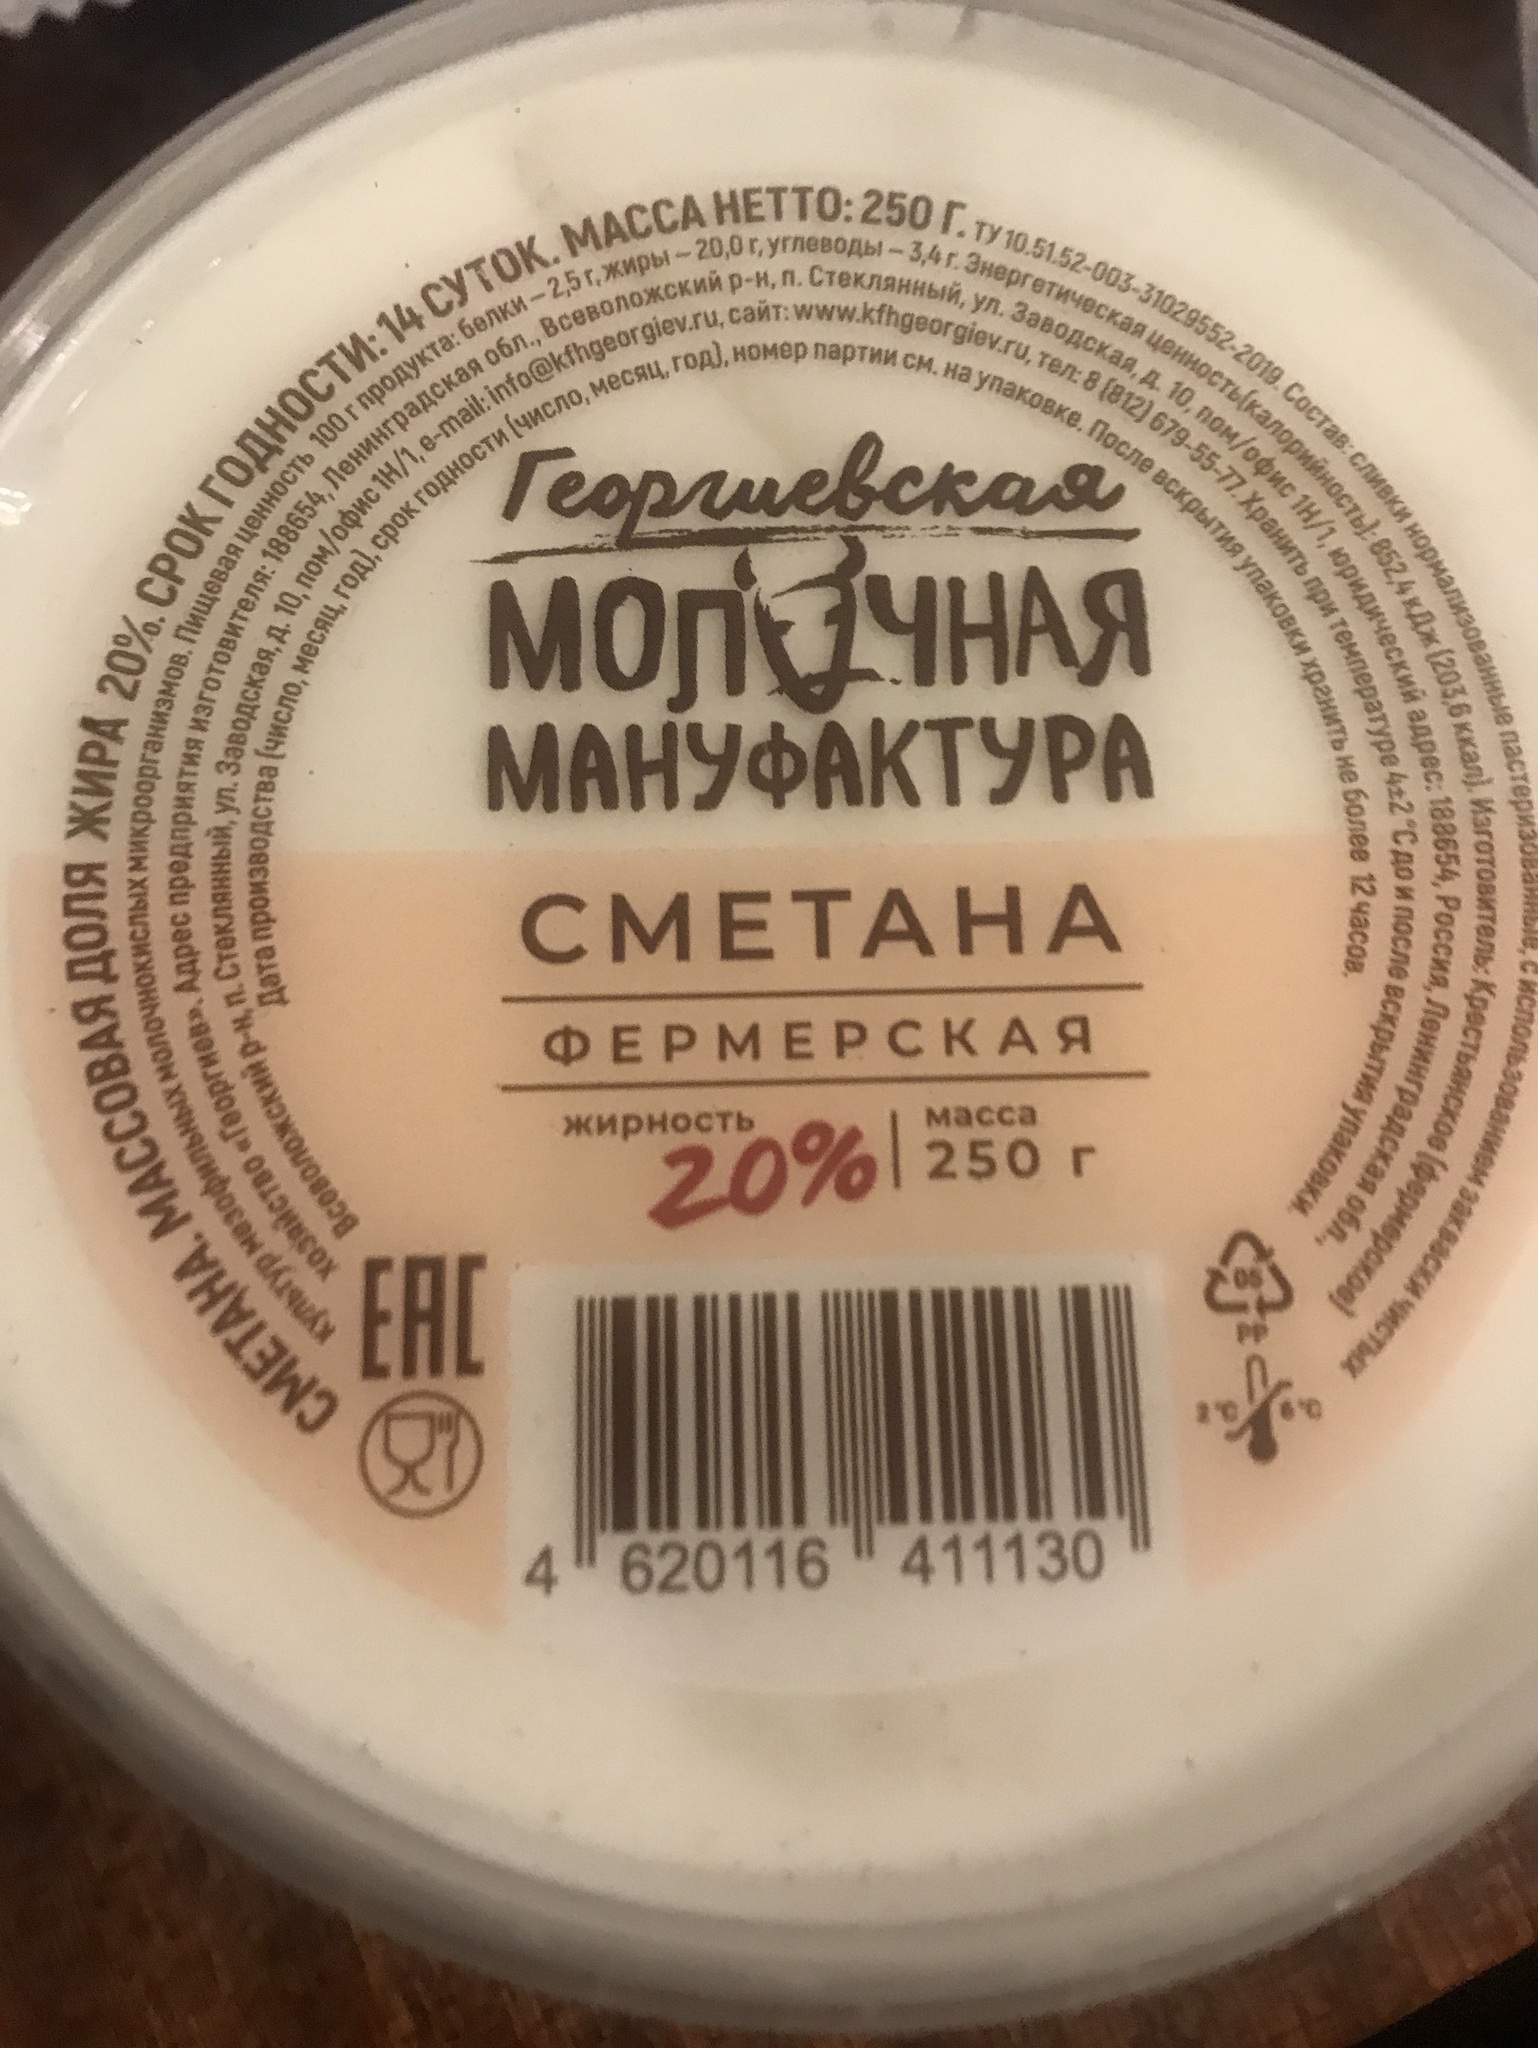 СМЕТАНА. МАССОВАЯ ДОЛЯ ЖИРА 20%. СРОК ГОДНОСТИ: 14 СУТОК. МАССА НЕТТО: 250 Г. ТУ 10.51.52-003-31029552-2019. Состав: сливки нормализованные пастеризованные, с использованием закваски чистых
культур мезофильных молочнокислых микроорганизмов. Пищевая ценность 100 г продукта: белки – 2,5 г, жиры – 20,0 г, углеводы – 3,4 г. Энергетическая ценность(калорийность): 852,4 кДж (203,6 ккал). Изготовитель: Крестьянское (фермерское)
хозяйство «Георгиев». Адрес предприятия изготовителя: 188654, Ленинградская обл., Всеволожский р-н, п. Стеклянный, ул. Заводская, д. 10, пом/офис 1Н/1, юридический адрес: 188654, Россия, Ленинградская обл.,
Всеволожский р-н, п. Стеклянный, ул. Заводская, д. 10, пом/офис 1Н/1, e-mail: info@kfhgeorgiev.ru, сайт: www.kfhgeorgiev.ru, тел: 8 (812) 679-55-77. Хранить при температуре 4±2 °С до и после вскрытия упаковки.
Дата производства (число, месяц, год), срок годности (число, месяц, год), номер партии см. на упаковке. После вскрытия упаковки хранить не более 12 часов.
Георгиевская
МОЛОЧНАЯ
МАНУФАКТУРА
СМЕТАНА
ФЕРМЕРСКАЯ
жирность
20%
масса
250 г
EAC
05
PP
2°C 6°C
4 620116 411130